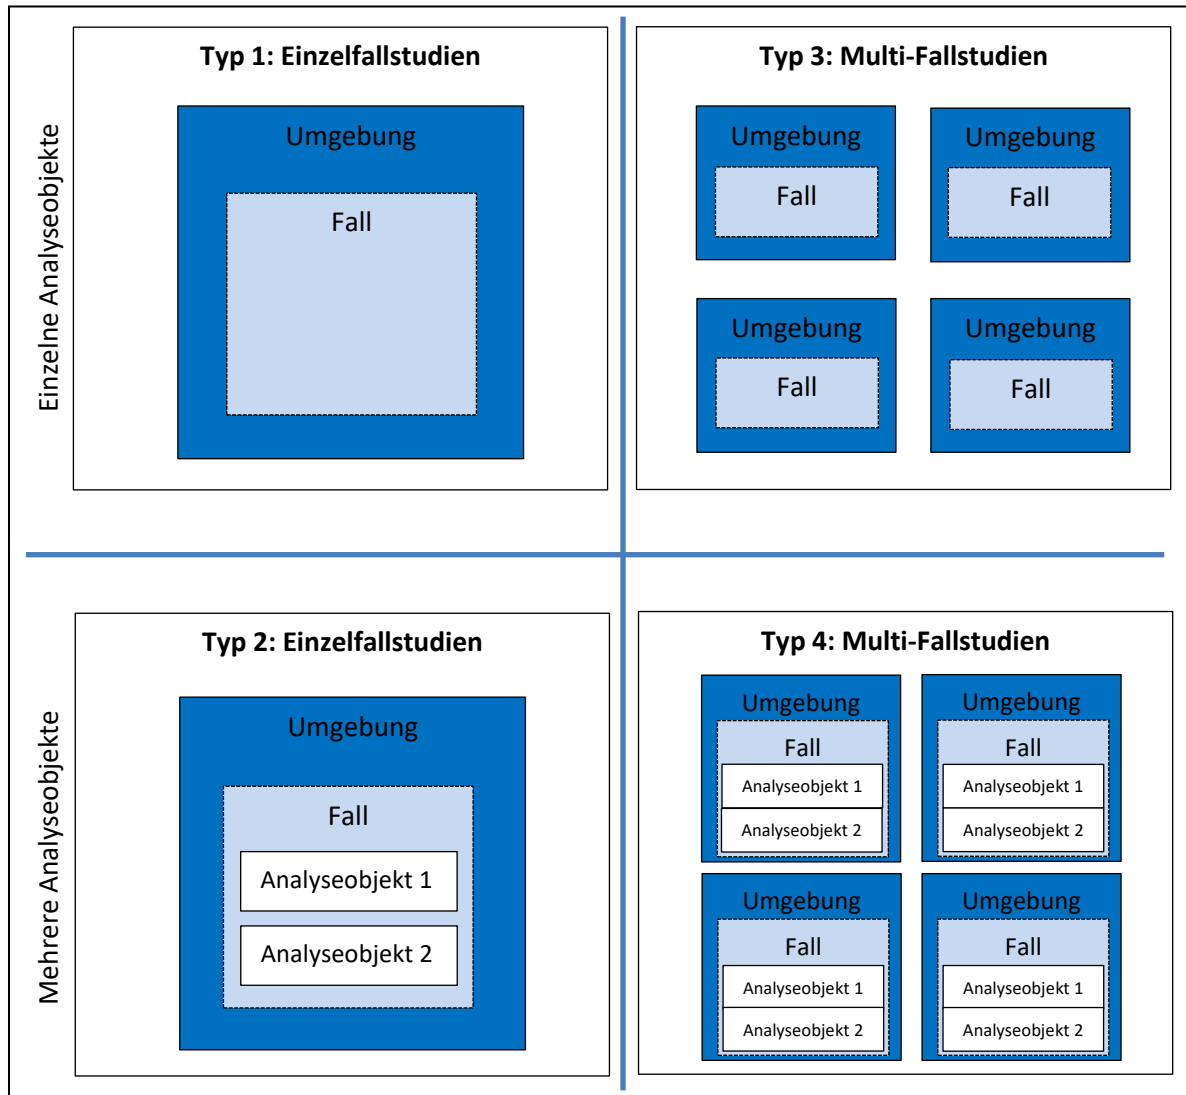 Einzelne Analyseobjekte
Typ 1: Einzelfallstudien
Umgebung
Fall
Typ 3: Multi-Fallstudien
Umgebung
Fall
Umgebung
Fall
Umgebung
Fall
Umgebung
Fall
Mehrere Analyseobjekte
Typ 2: Einzelfallstudien
Umgebung
Fall
Analyseobjekt 1
Analyseobjekt 2
Typ 4: Multi-Fallstudien
Umgebung
Fall
Analyseobjekt 1
Analyseobjekt 2
Umgebung
Fall
Analyseobjekt 1
Analyseobjekt 2
Umgebung
Fall
Analyseobjekt 1
Analyseobjekt 2
Umgebung
Fall
Analyseobjekt 1
Analyseobjekt 2